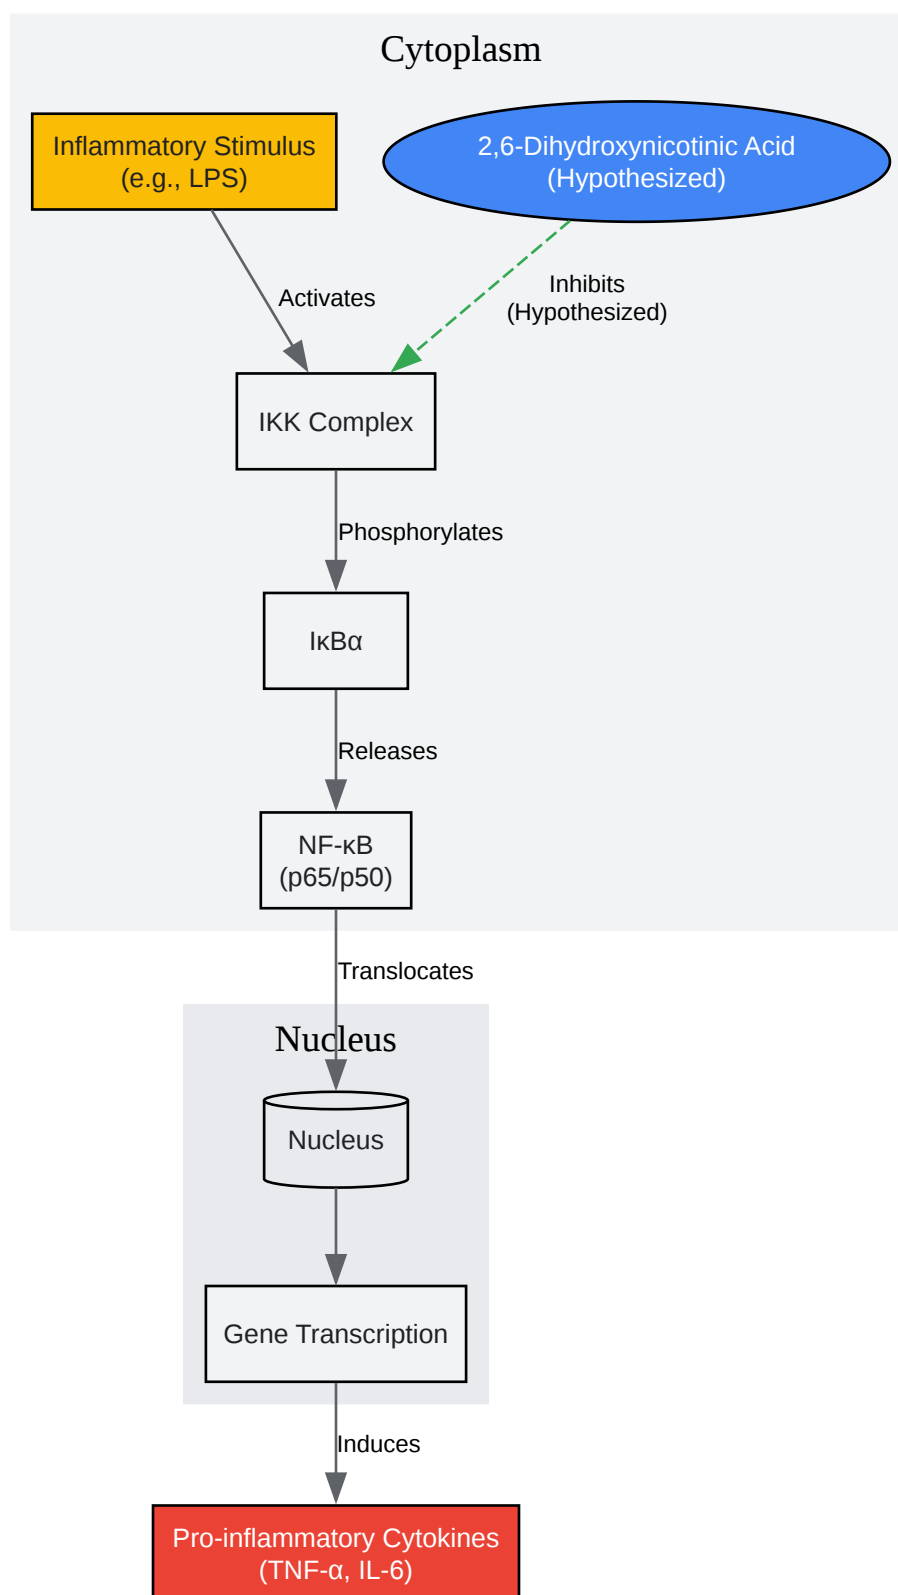 Cytoplasm
Inflammatory Stimulus
(e.g., LPS)
2,6-Dihydroxynicotinic Acid
(Hypothesized)
Activates
Inhibits
(Hypothesized)
IKK Complex
Phosphorylates
IκBα
Releases
NF-κB
(p65/p50)
Translocates
Nucleus
Nucleus
Gene Transcription
Induces
Pro-inflammatory Cytokines
(TNF-α, IL-6)